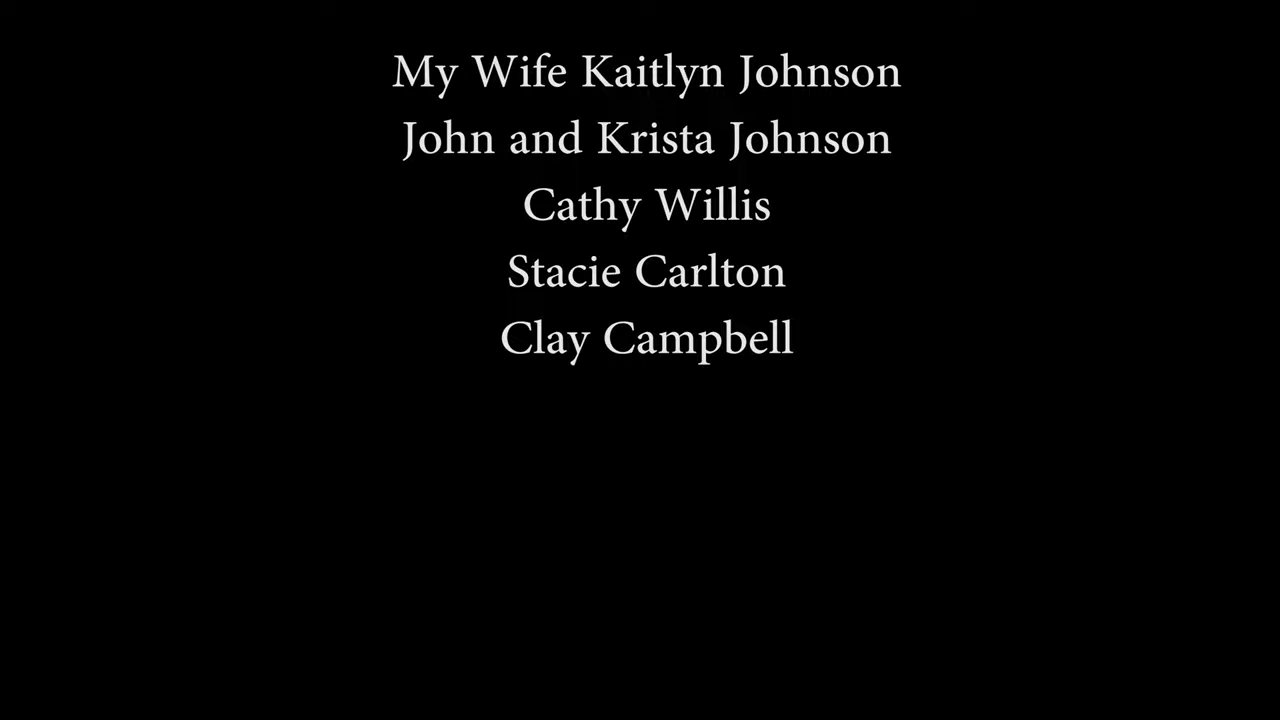 My Wife Kaitlyn Johnson
John and Krista Johnson
Cathy Willis
Stacie Carlton
Clay Campbell